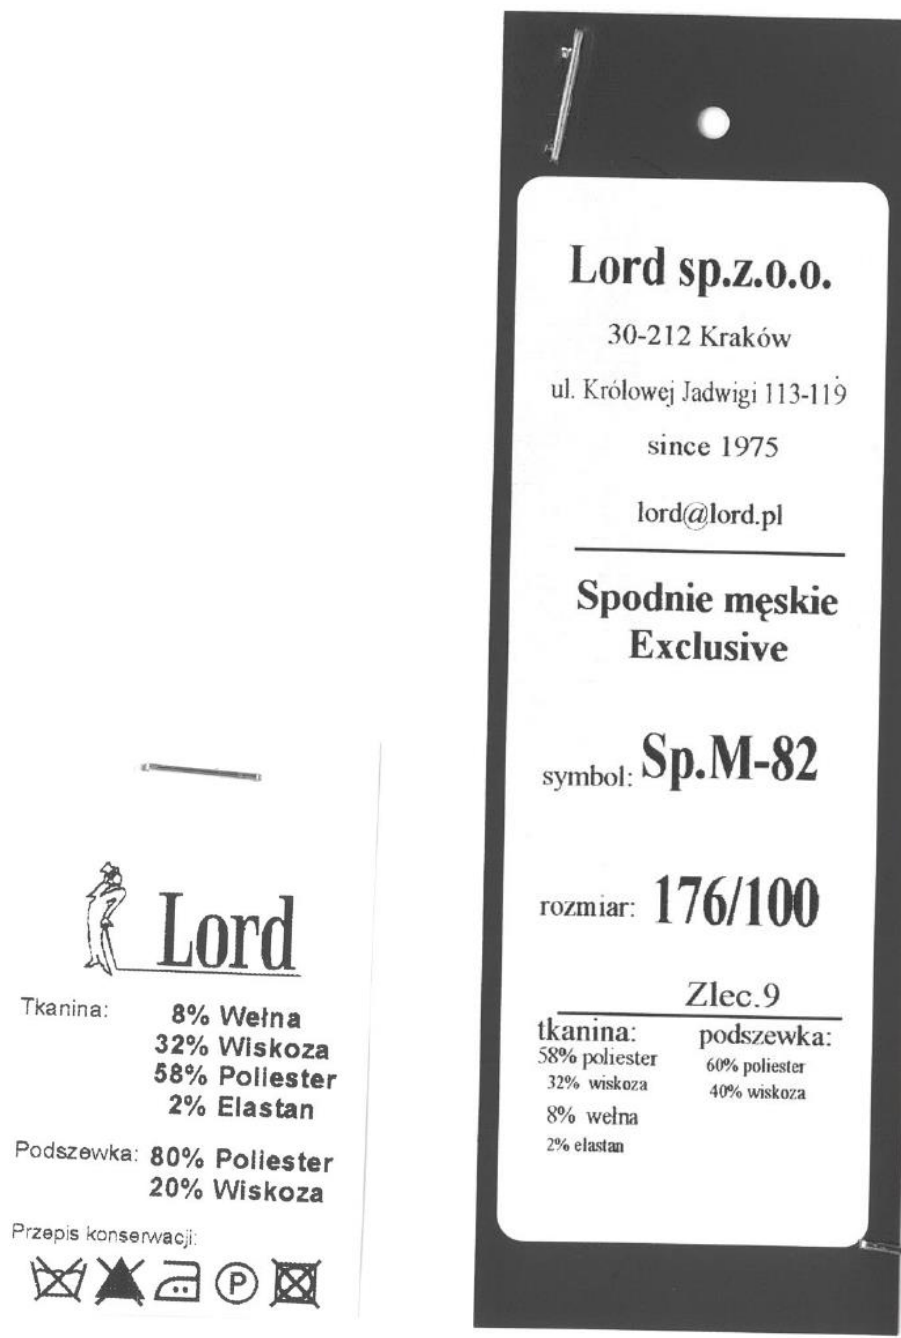 Lord
Tkanina: 8% Wełna
32% Wiskoza
58% Poliester
2% Elastan
Podszewka: 80% Poliester
20% Wiskoza
Przepis konserwacji:
P
Lord sp.z.o.o.
30-212 Kraków
ul. Królowej Jadwigi 113-119
since 1975
lord@lord.pl
Spodnie męskie
Exclusive
symbol: Sp.M-82
rozmiar: 176/100
Zlec.9
tkanina:
58% poliester
32% wiskoza
8% wełna
2% elastan
podszewka:
60% poliester
40% wiskoza